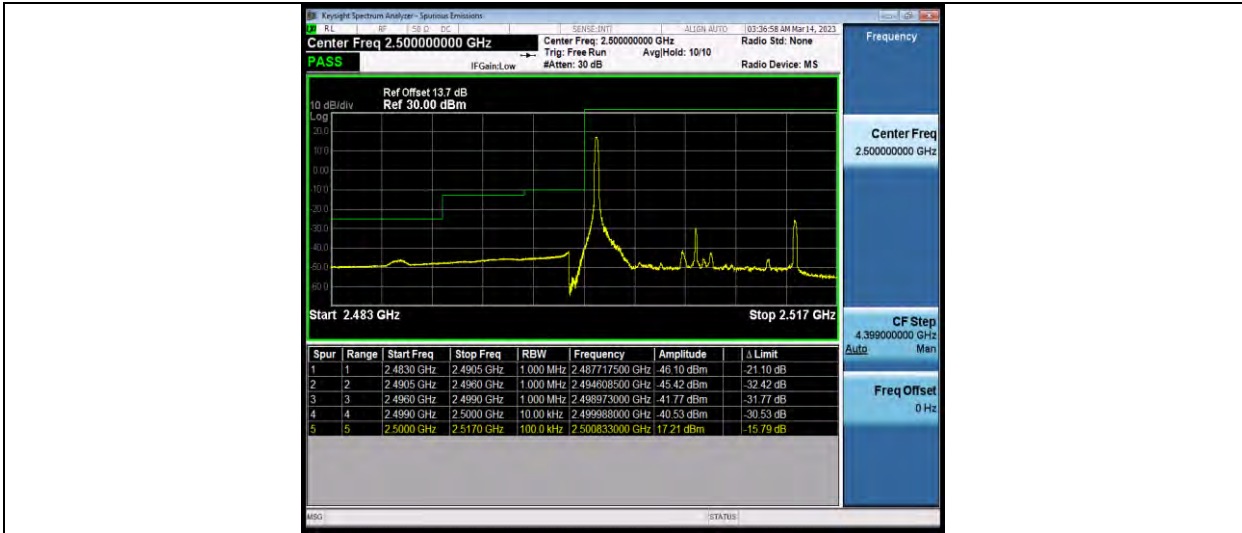 Keysight Spectrum Analyzer - Spurious Emissions
RL RF 50 Ω DC SENSE:INT ALIGN AUTO 03:36:58 AM Mar 14, 2023
Center Freq 2.500000000 GHz
Center Freq: 2.500000000 GHz
Radio Std: None
Trig: Free Run Avg|Hold: 10/10
PASS
IFGain:Low #Atten: 30 dB Radio Device: MS
Ref Offset 13.7 dB
10 dB/div Ref 30.00 dBm
Log
20.0
10.0
0.00
-10.0
-20.0
-30.0
-40.0
-50.0
-60.0
Start 2.483 GHz Stop 2.517 GHz
Spur Range Start Freq Stop Freq RBW Frequency Amplitude Δ Limit
1 1 2.4830 GHz 2.4905 GHz 1.000 MHz 2.487717500 GHz -46.10 dBm -21.10 dB
2 2 2.4905 GHz 2.4960 GHz 1.000 MHz 2.494608500 GHz -45.42 dBm -32.42 dB
3 3 2.4960 GHz 2.4990 GHz 1.000 MHz 2.498973000 GHz -41.77 dBm -31.77 dB
4 4 2.4990 GHz 2.5000 GHz 10.00 kHz 2.499988000 GHz -40.53 dBm -30.53 dB
5 5 2.5000 GHz 2.5170 GHz 100.0 kHz 2.500833000 GHz 17.21 dBm -15.79 dB
MSG STATUS
Frequency
Center Freq
2.500000000 GHz
CF Step
4.399000000 GHz
Auto Man
Freq Offset
0 Hz